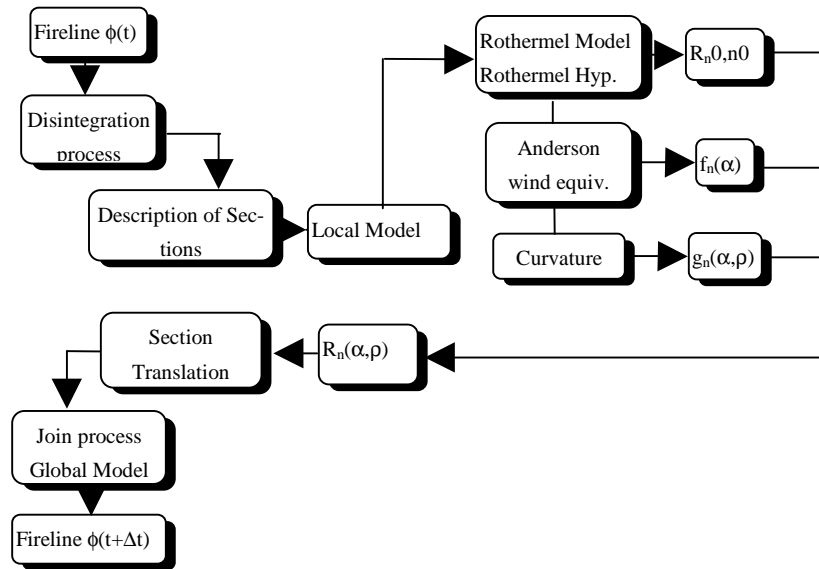 Fireline ϕ(t)
Disintegration
process
Description of Sec-
tions
Local Model
Rothermel Model
Rothermel Hyp.
Rn0,n0
Anderson
wind equiv.
fn(α)
Curvature
gn(α,ρ)
Section
Translation
Rn(α,ρ)
Join process
Global Model
Fireline ϕ(t+Δt)